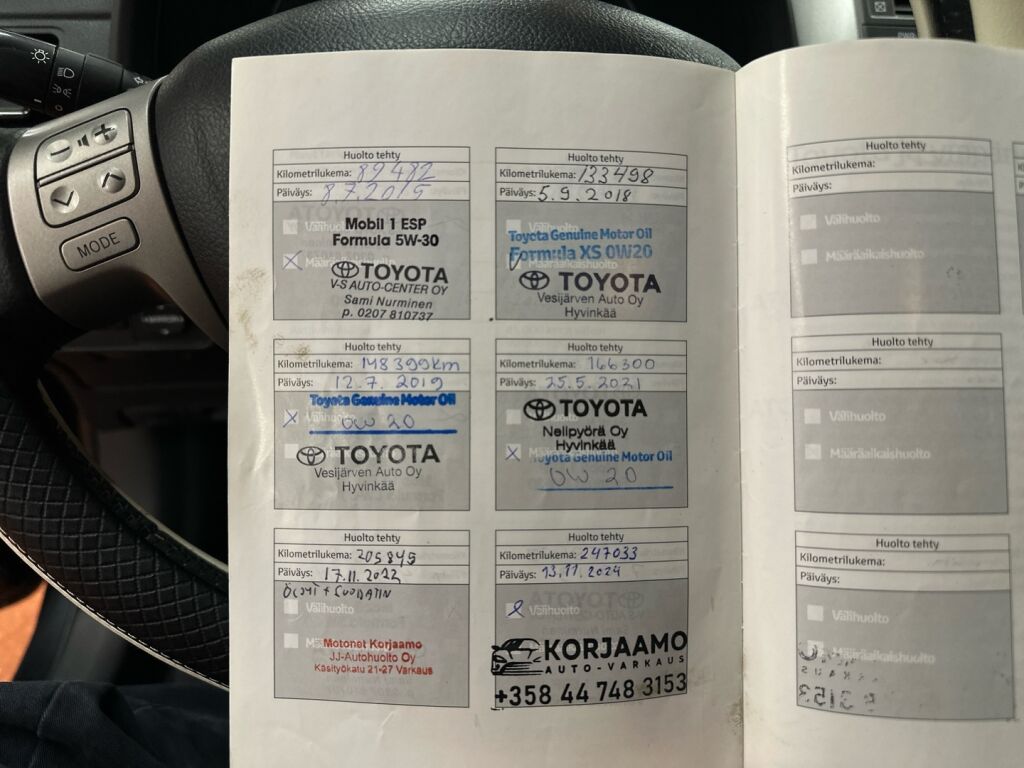 MODE
Huolto tehty
Kilometrilukema: 89482
Päiväys: 8.7.2015
Mobil 1 ESP
Formula 5W-30
Määräaikaishuolto
TOYOTA
V-S AUTO-CENTER OY
Sami Nurminen
p. 0207 810737
Huolto tehty
Kilometrilukema: 133498
Päiväys: 5.9.2018
Toyota Genuine Motor Oil
Formula XS 0W20
TOYOTA
Vesijärven Auto Oy
Hyvinkää
Huolto tehty
Kilometrilukema: 148399km
Päiväys: 12.7.2019
Toyota Genuine Motor Oil
Välihuolto
0W 20
TOYOTA
Vesijärven Auto Oy
Hyvinkää
Huolto tehty
Kilometrilukema: 166300
Päiväys: 25.5.2021
TOYOTA
Nelipyörä Oy
Hyvinkää
Toyota Genuine Motor Oil
0W 20
Huolto tehty
Kilometrilukema: 205849
Päiväys: 17.11.2022
Välihuolto
Motonet Korjaamo
JJ-Autohuolto Oy
Käsityökatu 21-27 Varkaus
Huolto tehty
Kilometrilukema: 247033
Päiväys: 13.11.2024
Välihuolto
KORJAAMO
AUTO-VARKAUS
+358 44 748 3153
Huolto tehty
Kilometrilukema:
Päiväys:
Välihuolto
Määräaikaishuolto
Huolto tehty
Kilometrilukema:
Päiväys:
Välihuolto
Määräaikaishuolto
Huolto tehty
Kilometrilukema:
Päiväys:
Välihuolto
Määräaikaishuolto